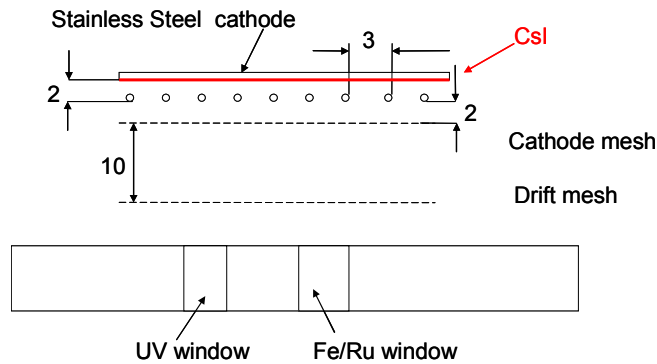 Stainless Steel cathode
3
CsI
2
2
10
Cathode mesh
Drift mesh
UV window
Fe/Ru window